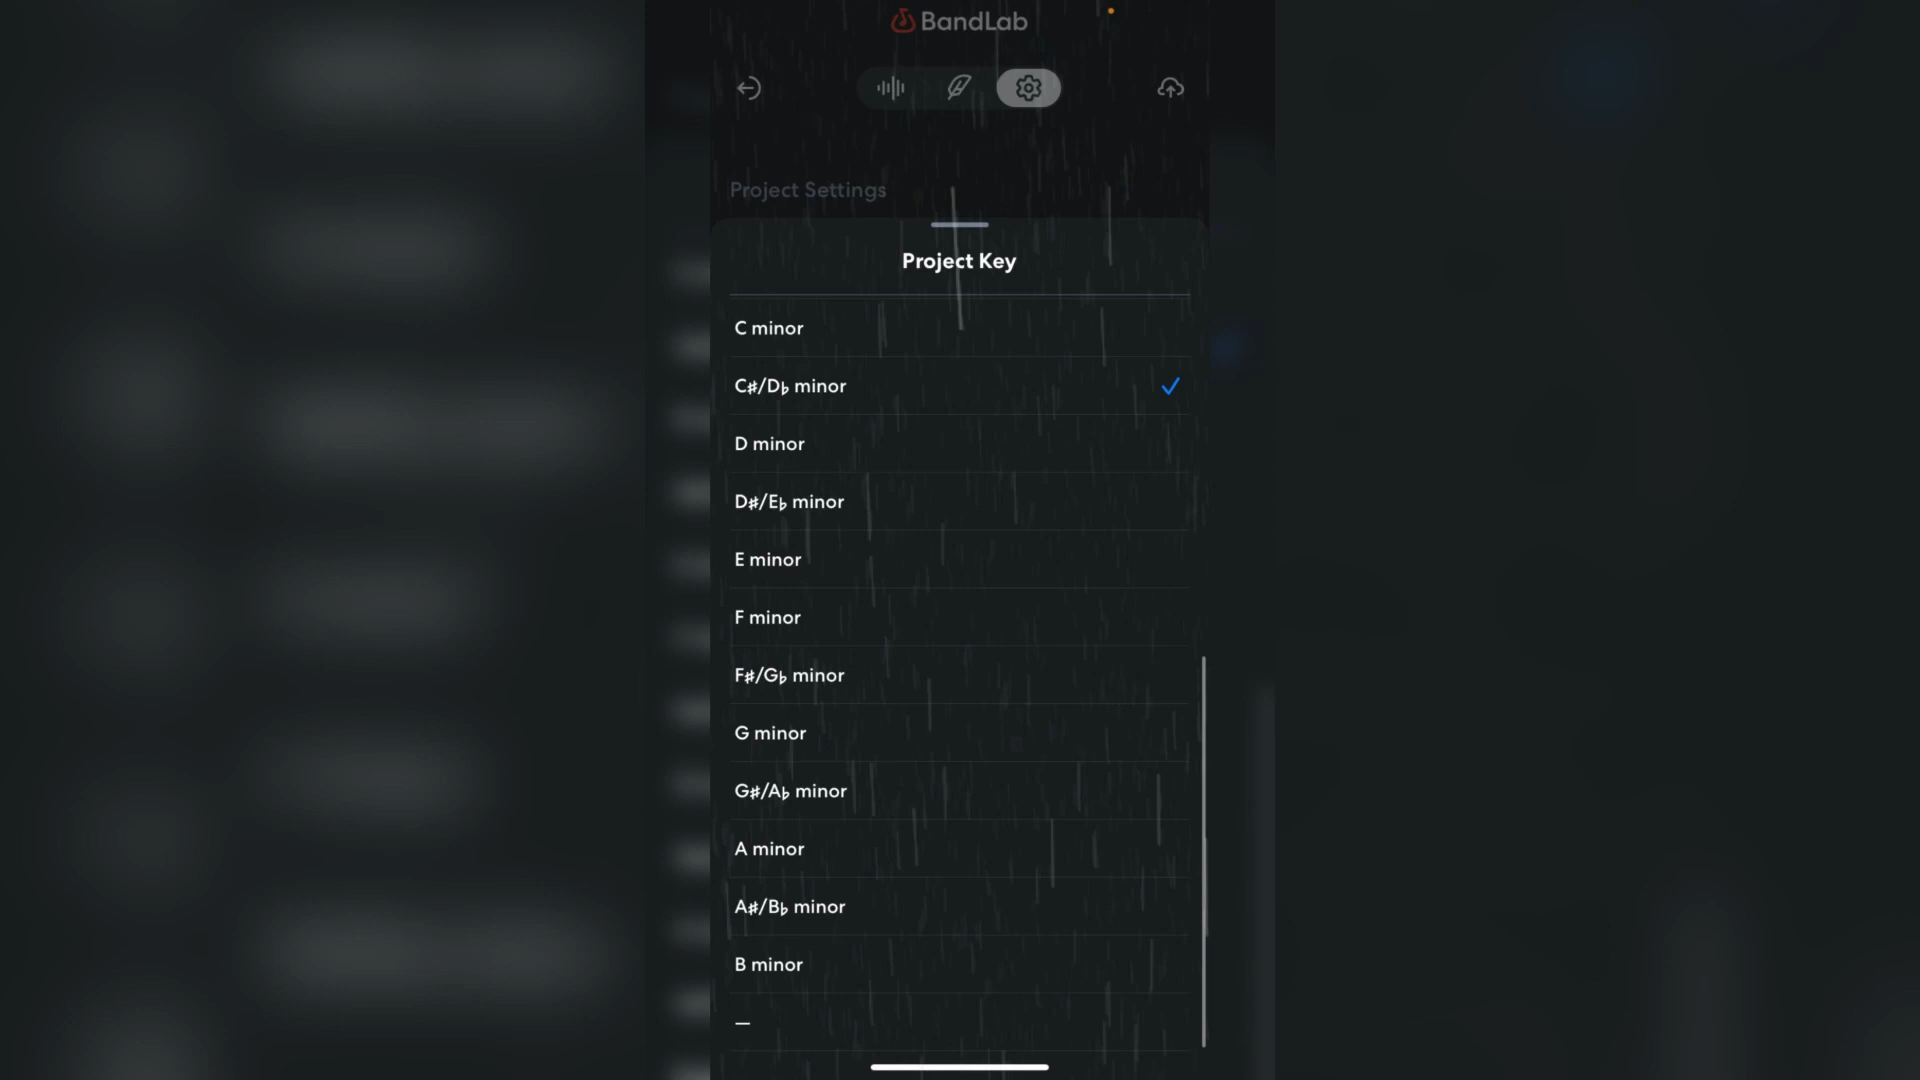 BandLab
Project Settings
Project Key
C minor
C♯/D♭ minor
D minor
D♯/E♭ minor
E minor
F minor
F♯/G♭ minor
G minor
G♯/A♭ minor
A minor
A♯/B♭ minor
B minor
—